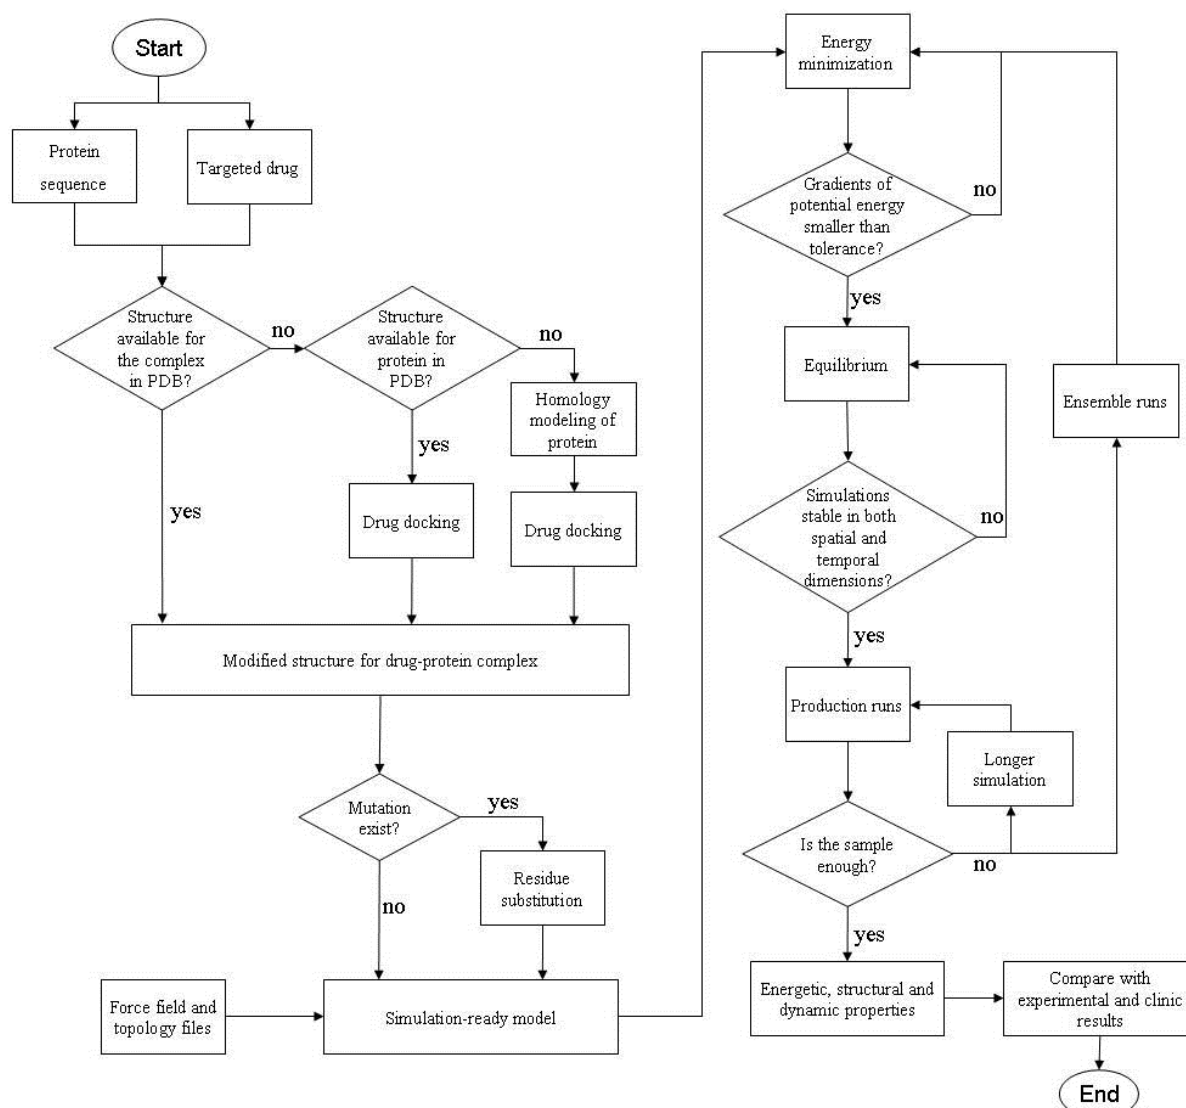 Start
Protein
sequence
Targeted drug
Structure
available for
the complex
in PDB?
no
Structure
available for
protein in
PDB?
no
Homology
modeling of
protein
yes
yes
Drug docking
Drug docking
Modified structure for drug-protein complex
Mutation
exist?
yes
no
Residue
substitution
Force field and
topology files
Simulation-ready model
Energy
minimization
Gradients of
potential energy
smaller than
tolerance?
no
yes
Equilibrium
Ensemble runs
Simulations
stable in both
spatial and
temporal
dimensions?
no
yes
Production runs
Longer
simulation
Is the sample
enough?
no
yes
Energetic, structural and
dynamic properties
Compare with
experimental and clinic
results
End